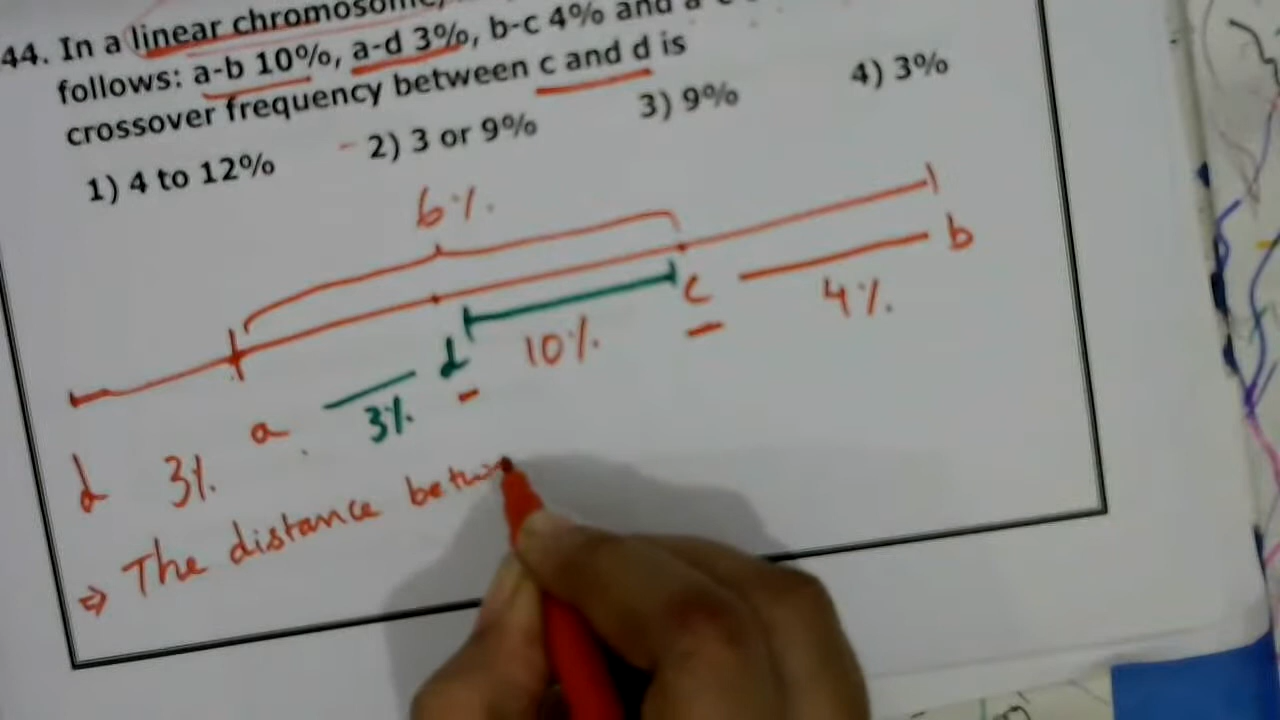 44. In a linear chromosome,
follows: a-b 10%, a-d 3%, b-c 4% and
crossover frequency between c and d is
1) 4 to 12% 2) 3 or 9% 3) 9% 4) 3%
6%.
b
c
4%.
d
10%.
3%.
a
d 3%.
⇒ The distance betwe